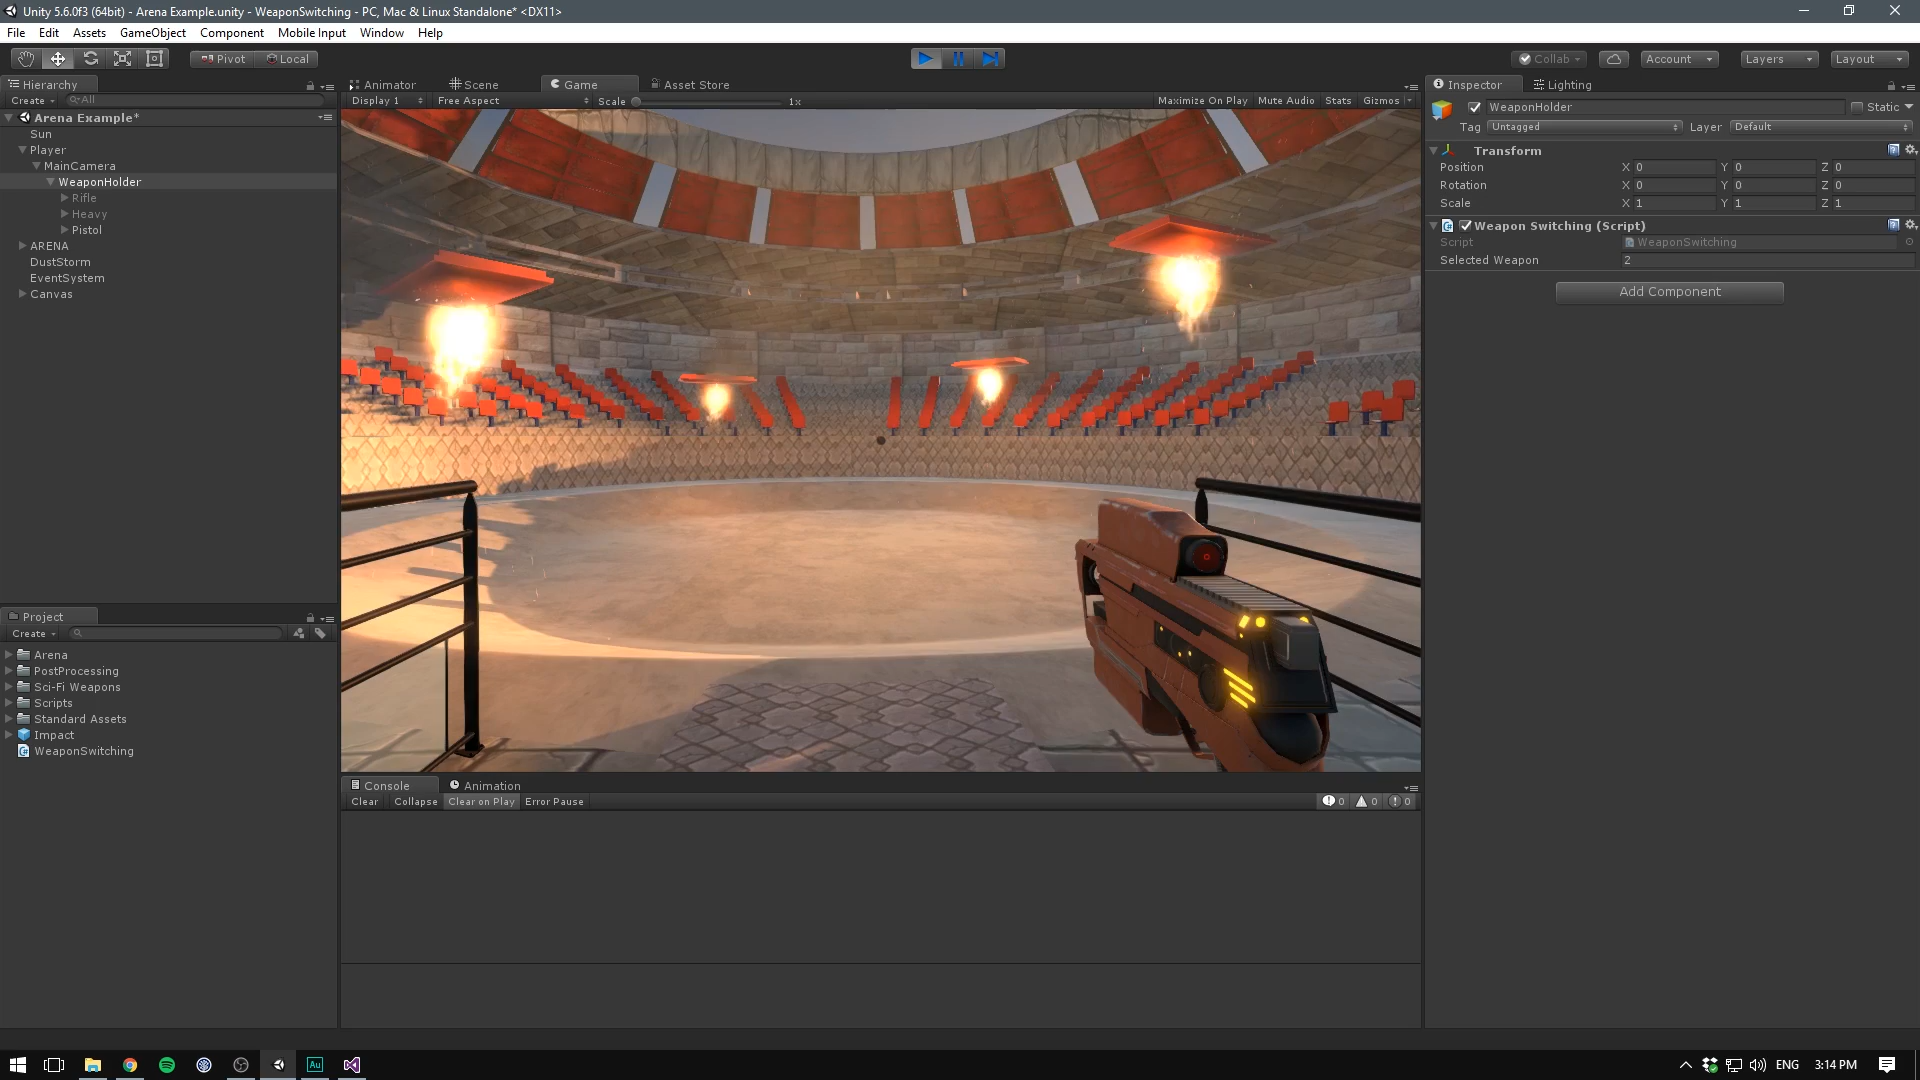 Unity 5.6.0f3 (64bit) - Arena Example.unity - WeaponSwitching - PC, Mac & Linux Standalone* <DX11>
File Edit Assets GameObject Component Mobile Input Window Help
Pivot Local Collab Account Layers Layout
Hierarchy
Create All
Arena Example*
Sun
Player
MainCamera
WeaponHolder
Rifle
Heavy
Pistol
ARENA
DustStorm
EventSystem
Canvas
Project
Create
Arena
PostProcessing
Sci-Fi Weapons
Scripts
Standard Assets
Impact
WeaponSwitching
Animator Scene Game Asset Store
Display 1 Free Aspect Scale 1x Maximize On Play Mute Audio Stats Gizmos
Console Animation
Clear Collapse Clear on Play Error Pause 0 0 0
Inspector Lighting
WeaponHolder Static
Tag Untagged Layer Default
Transform
Position X 0 Y 0 Z 0
Rotation X 0 Y 0 Z 0
Scale X 1 Y 1 Z 1
Weapon Switching (Script)
Script WeaponSwitching
Selected Weapon 2
Add Component
Au ENG 3:14 PM